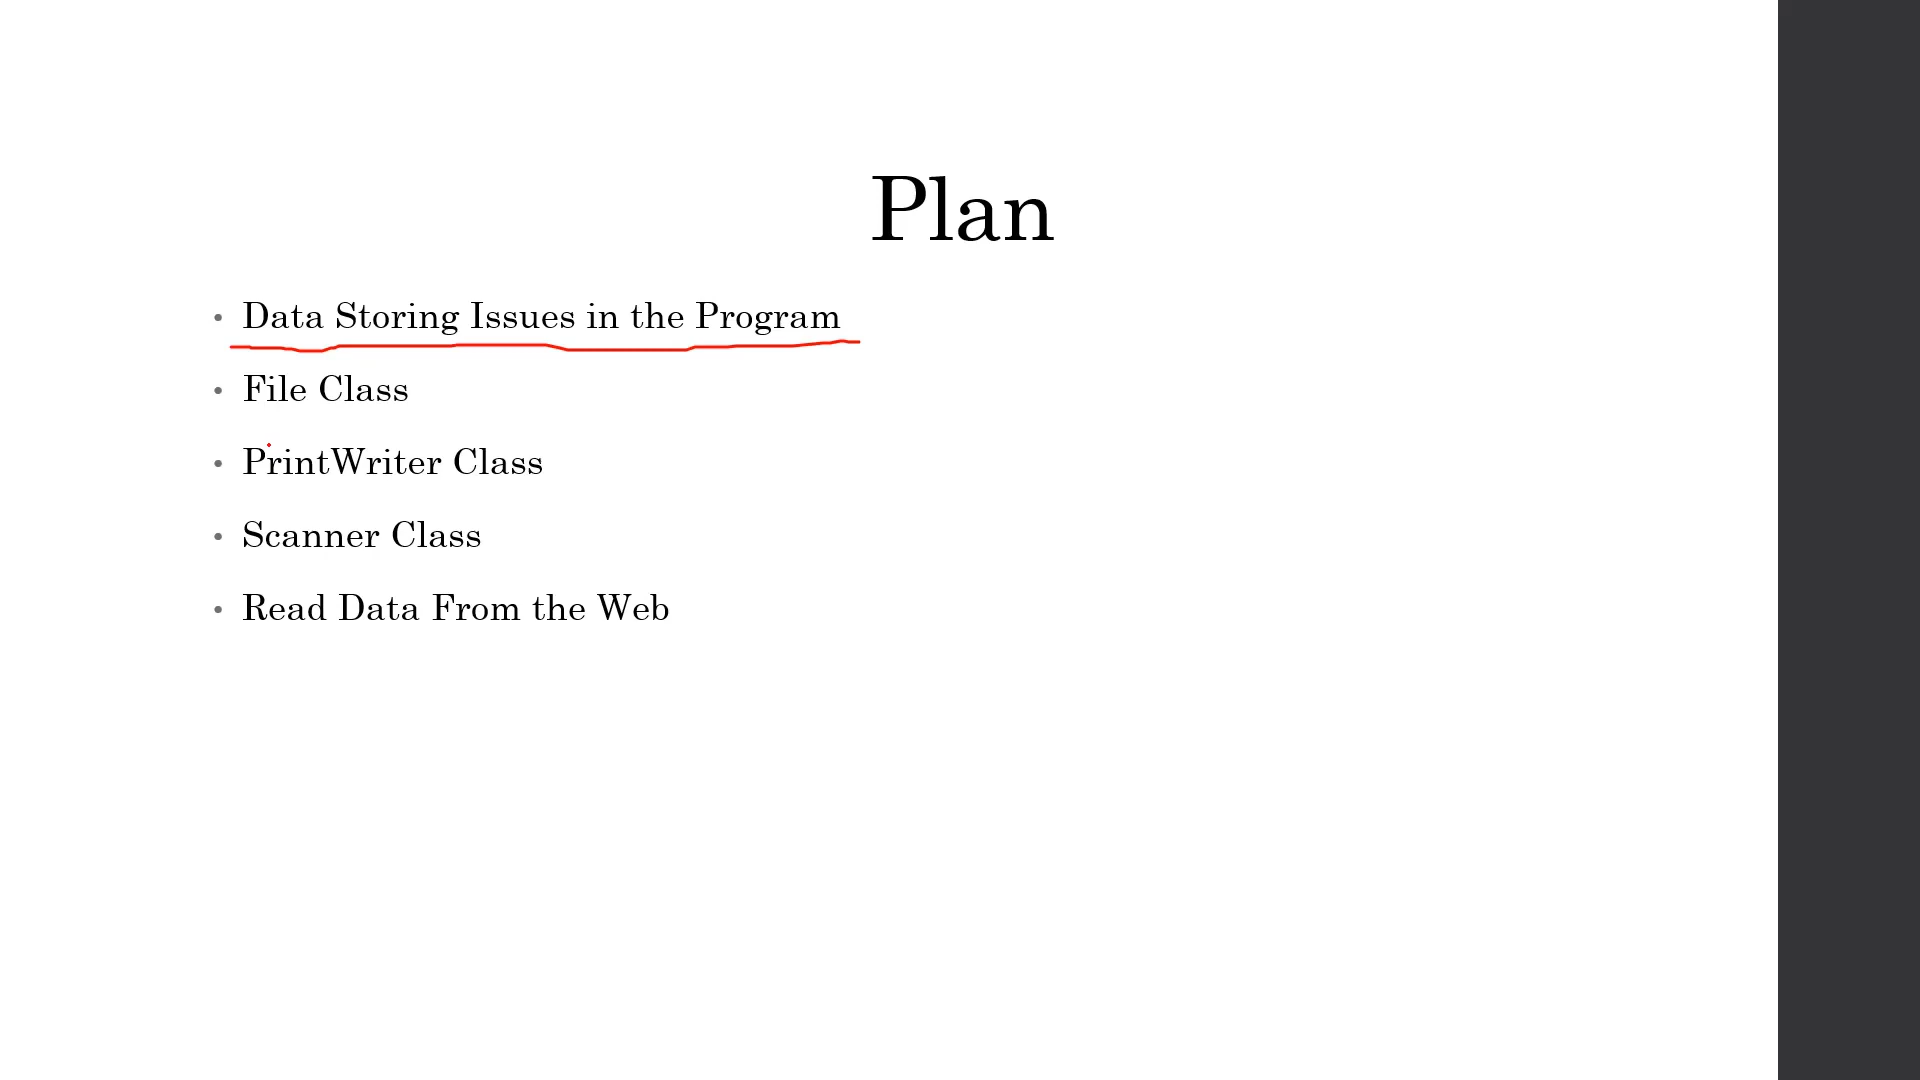 Plan
• Data Storing Issues in the Program
• File Class
• PrintWriter Class
• Scanner Class
• Read Data From the Web